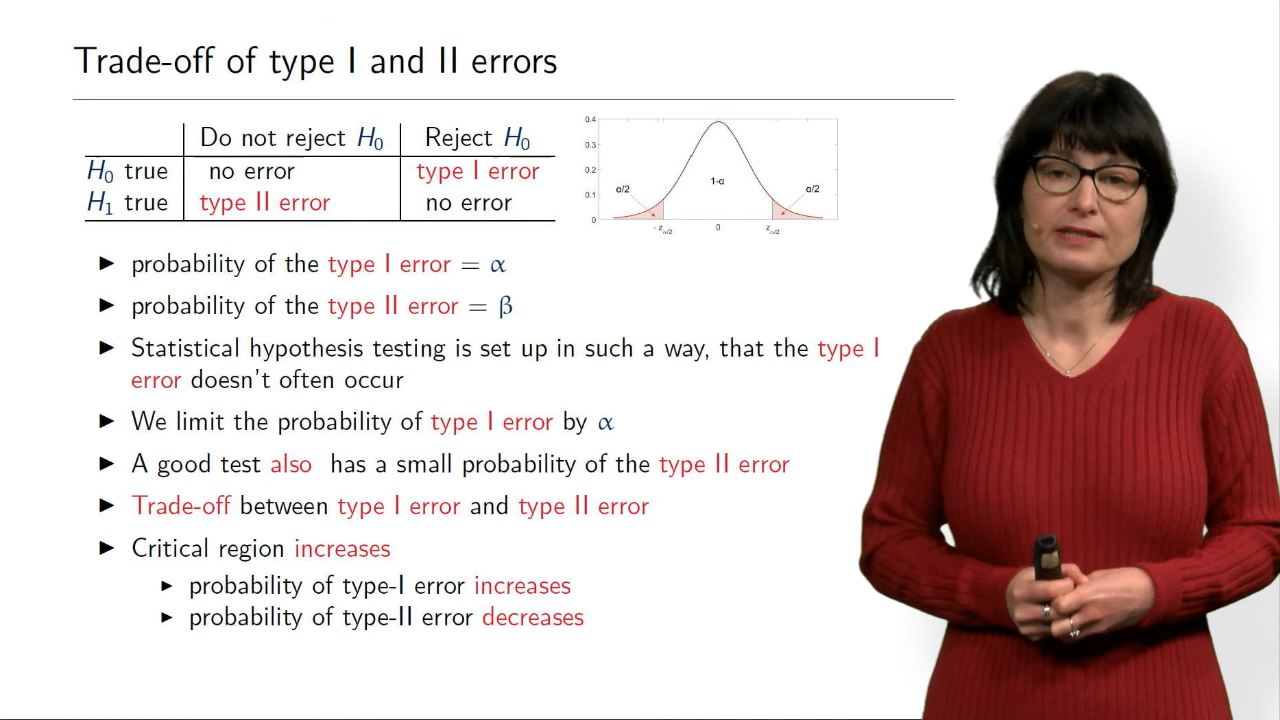 Trade-off of type I and II errors
Do not reject H₀ Reject H₀
H₀ true no error type I error
H₁ true type II error no error
0.4
0.3
0.2
0.1
0
α/2 1-α α/2
- z_α/2 0 z_α/2
► probability of the type I error = α
► probability of the type II error = β
► Statistical hypothesis testing is set up in such a way, that the type I
error doesn't often occur
► We limit the probability of type I error by α
► A good test also has a small probability of the type II error
► Trade-off between type I error and type II error
► Critical region increases
► probability of type-I error increases
► probability of type-II error decreases